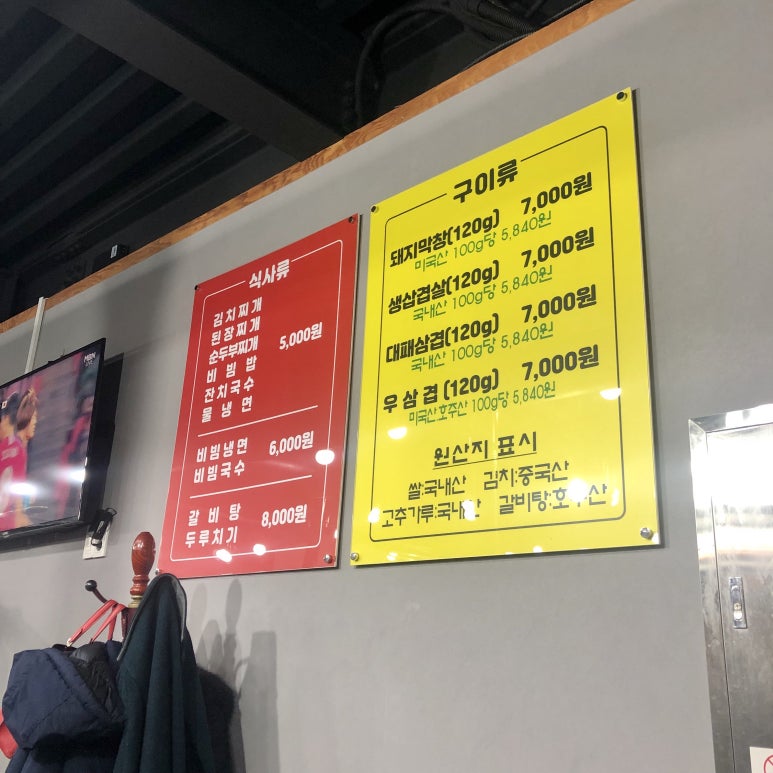 MBN
식사류
김치찌개
된장찌개
순두부찌개
비빔밥
잔치국수
물냉면
5,000원
비빔냉면
비빔국수
6,000원
갈비탕
두루치기
8,000원
구이류
돼지막창(120g) 7,000원
미국산 100g당 5,840원
생삼겹살(120g) 7,000원
국내산 100g당 5,840원
대패삼겹(120g) 7,000원
국내산 100g당 5,840원
우삼겹(120g) 7,000원
미국산.호주산 100g당 5,840원
원산지 표시
쌀:국내산 김치:중국산
고추가루:국내산 갈비탕:호주산